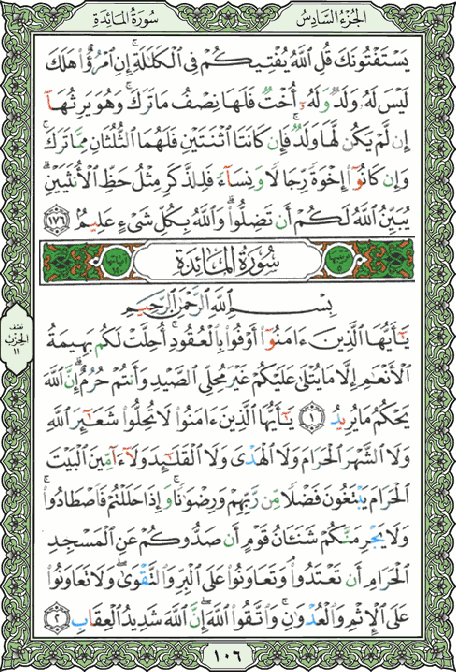 الجزء السادس
سورة المائدة
يَسْتَفْتُونَكَ قُلِ ٱللَّهُ يُفْتِيكُمْ فِى ٱلْكَلَٰلَةِ ۚ إِنِ ٱمْرُؤٌا۟ هَلَكَ
لَيْسَ لَهُۥ وَلَدٌ وَلَهُۥٓ أُخْتٌ فَلَهَا نِصْفُ مَا تَرَكَ ۚ وَهُوَ يَرِثُهَآ
إِن لَّمْ يَكُن لَّهَا وَلَدٌ ۚ فَإِن كَانَتَا ٱثْنَتَيْنِ فَلَهُمَا ٱلثُّلُثَانِ مِمَّا تَرَكَ ۚ
وَإِن كَانُوٓا۟ إِخْوَةً رِّجَالًا وَنِسَآءً فَلِلذَّكَرِ مِثْلُ حَظِّ ٱلْأُنثَيَيْنِ ۗ
يُبَيِّنُ ٱللَّهُ لَكُمْ أَن تَضِلُّوا۟ ۗ وَٱللَّهُ بِكُلِّ شَىْءٍ عَلِيمٌۢ ١٧٦
سُورَةُ المَائِدَةِ
بِسْمِ ٱللَّهِ ٱلرَّحْمَٰنِ ٱلرَّحِيمِ
يَٰٓأَيُّهَا ٱلَّذِينَ ءَامَنُوٓا۟ أَوْفُوا۟ بِٱلْعُقُودِ ۚ أُحِلَّتْ لَكُم بَهِيمَةُ
ٱلْأَنْعَٰمِ إِلَّا مَا يُتْلَىٰ عَلَيْكُمْ غَيْرَ مُحِلِّى ٱلصَّيْدِ وَأَنتُمْ حُرُمٌ ۗ إِنَّ ٱللَّهَ
يَحْكُمُ مَا يُرِيدُ ١ يَٰٓأَيُّهَا ٱلَّذِينَ ءَامَنُوا۟ لَا تُحِلُّوا۟ شَعَٰٓئِرَ ٱللَّهِ
وَلَا ٱلشَّهْرَ ٱلْحَرَامَ وَلَا ٱلْهَدْىَ وَلَا ٱلْقَلَٰٓئِدَ وَلَآ ءَآمِّينَ ٱلْبَيْتَ
ٱلْحَرَامَ يَبْتَغُونَ فَضْلًا مِّن رَّبِّهِمْ وَرِضْوَٰنًا ۚ وَإِذَا حَلَلْتُمْ فَٱصْطَادُوا۟ ۚ
وَلَا يَجْرِمَنَّكُمْ شَنَـَٔانُ قَوْمٍ أَن صَدُّوكُمْ عَنِ ٱلْمَسْجِدِ
ٱلْحَرَامِ أَن تَعْتَدُوا۟ ۘ وَتَعَاوَنُوا۟ عَلَى ٱلْبِرِّ وَٱلتَّقْوَىٰ ۖ وَلَا تَعَاوَنُوا۟
عَلَى ٱلْإِثْمِ وَٱلْعُدْوَٰنِ ۚ وَٱتَّقُوا۟ ٱللَّهَ ۖ إِنَّ ٱللَّهَ شَدِيدُ ٱلْعِقَابِ ٢
نصف
الحزب
١١
١٠٦